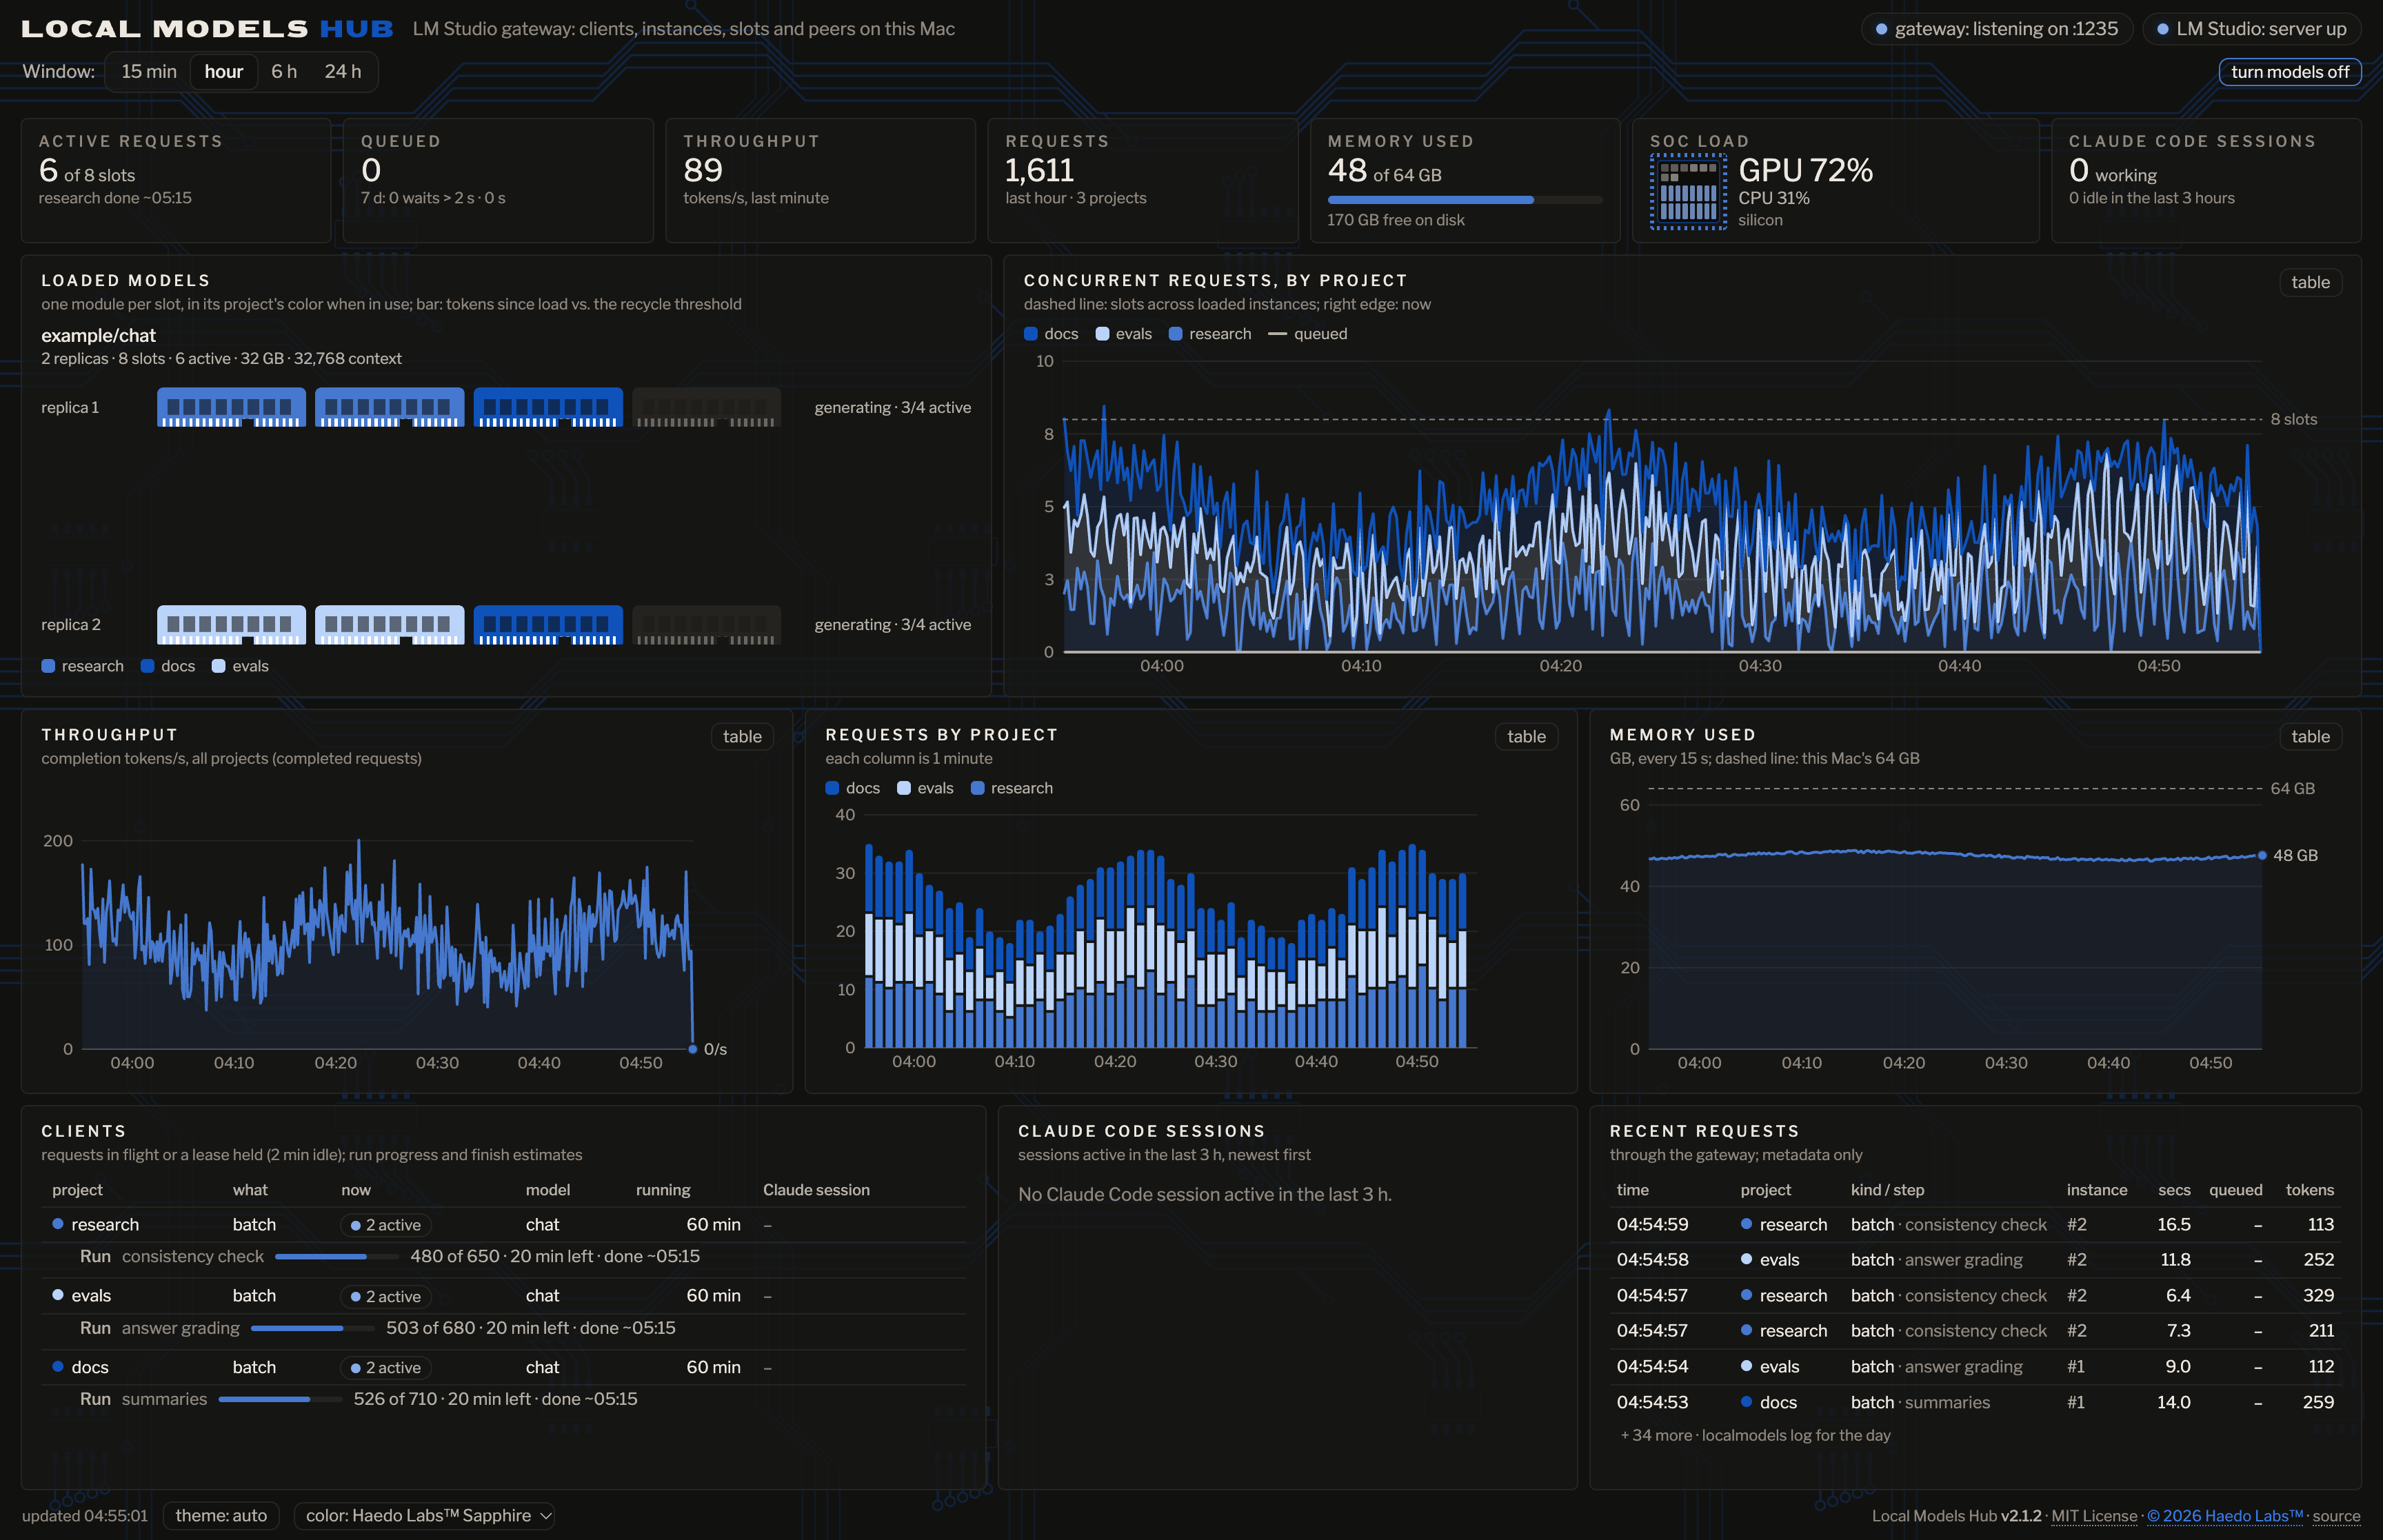 LOCAL MODELS HUB LM Studio gateway: clients, instances, slots and peers on this Mac
gateway: listening on :1235
LM Studio: server up
Window: 15 min hour 6 h 24 h
turn models off
ACTIVE REQUESTS
6 of 8 slots
research done ~05:15
QUEUED
0
7 d: 0 waits > 2 s · 0 s
THROUGHPUT
89
tokens/s, last minute
REQUESTS
1,611
last hour · 3 projects
MEMORY USED
48 of 64 GB
170 GB free on disk
SOC LOAD
GPU 72%
CPU 31%
silicon
CLAUDE CODE SESSIONS
0 working
0 idle in the last 3 hours
LOADED MODELS
one module per slot, in its project's color when in use; bar: tokens since load vs. the recycle threshold
example/chat
2 replicas · 8 slots · 6 active · 32 GB · 32,768 context
replica 1
generating · 3/4 active
replica 2
generating · 3/4 active
research docs evals
CONCURRENT REQUESTS, BY PROJECT
table
dashed line: slots across loaded instances; right edge: now
docs evals research queued
10
8 slots
8
5
3
0
04:00 04:10 04:20 04:30 04:40 04:50
THROUGHPUT
table
completion tokens/s, all projects (completed requests)
200
100
0
0/s
04:00 04:10 04:20 04:30 04:40 04:50
REQUESTS BY PROJECT
table
each column is 1 minute
docs evals research
40
30
20
10
0
04:00 04:10 04:20 04:30 04:40 04:50
MEMORY USED
table
GB, every 15 s; dashed line: this Mac's 64 GB
64 GB
60
48 GB
40
20
0
04:00 04:10 04:20 04:30 04:40 04:50
CLIENTS
requests in flight or a lease held (2 min idle); run progress and finish estimates
project what now model running Claude session
research batch 2 active chat 60 min –
Run consistency check 480 of 650 · 20 min left · done ~05:15
evals batch 2 active chat 60 min –
Run answer grading 503 of 680 · 20 min left · done ~05:15
docs batch 2 active chat 60 min –
Run summaries 526 of 710 · 20 min left · done ~05:15
CLAUDE CODE SESSIONS
sessions active in the last 3 h, newest first
No Claude Code session active in the last 3 h.
RECENT REQUESTS
through the gateway; metadata only
time project kind / step instance secs queued tokens
04:54:59 research batch · consistency check #2 16.5 – 113
04:54:58 evals batch · answer grading #2 11.8 – 252
04:54:57 research batch · consistency check #2 6.4 – 329
04:54:57 research batch · consistency check #2 7.3 – 211
04:54:54 evals batch · answer grading #1 9.0 – 112
04:54:53 docs batch · summaries #1 14.0 – 259
+ 34 more · localmodels log for the day
updated 04:55:01 theme: auto color: Haedo Labs™ Sapphire
Local Models Hub v2.1.2 · MIT License · © 2026 Haedo Labs™ · source